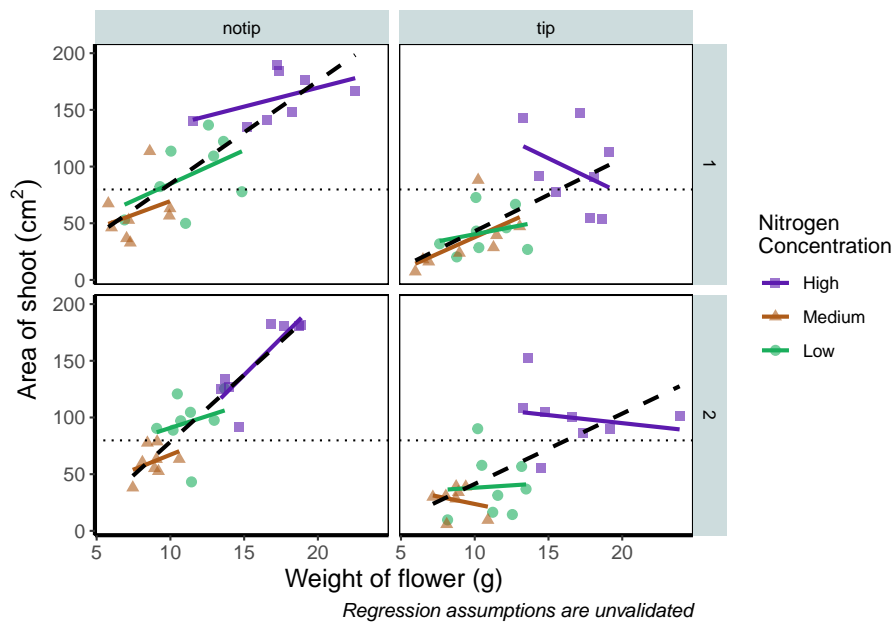 notip
tip
200
150
100
50
0
1
200
150
100
50
0
2
5
10
15
20
5
10
15
20
Area of shoot (cm²)
Weight of flower (g)
Regression assumptions are unvalidated
Nitrogen
Concentration
High
Medium
Low